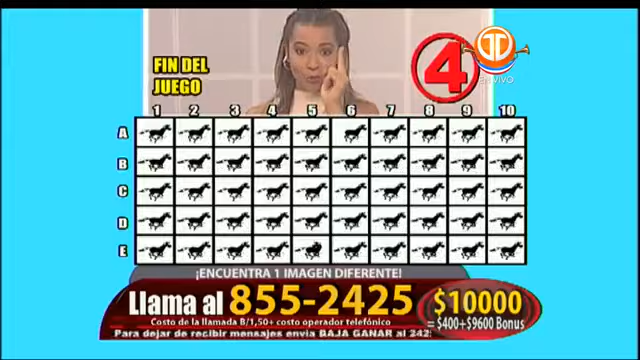 FIN DEL
JUEGO
4
EN VIVO
1 2 3 4 5 6 7 8 9 10
A
B
C
D
E
¡ENCUENTRA 1 IMAGEN DIFERENTE!
Llama al 855-2425
$10000
= $400+$9600 Bonus
Costo de la llamada B/1,50+ costo operador telefónico
Para dejar de recibir mensajes envia BAJA GANAR al 242